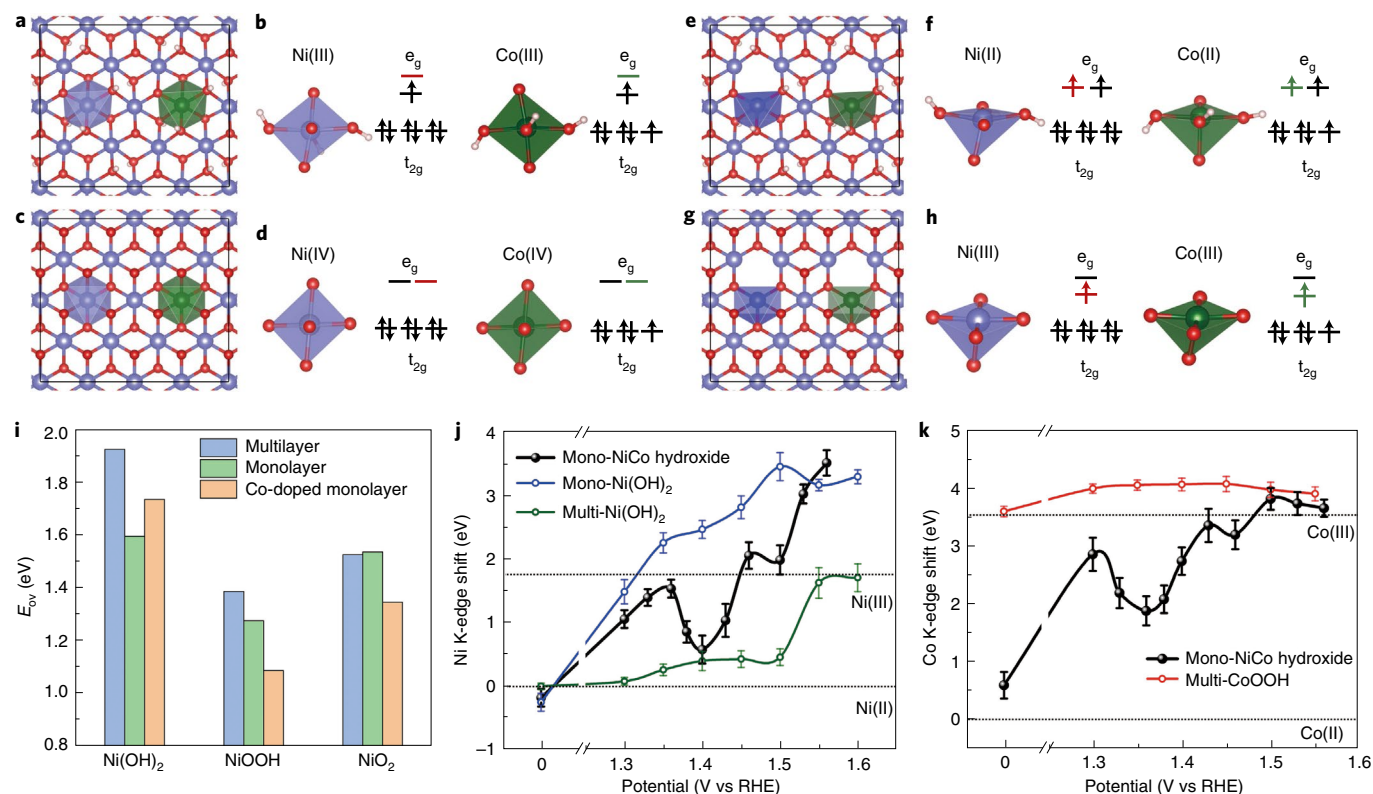 a
b
Ni(III)
e_g
t_2g
Co(III)
e_g
t_2g
c
d
Ni(IV)
e_g
t_2g
Co(IV)
e_g
t_2g
e
f
Ni(II)
e_g
t_2g
Co(II)
e_g
t_2g
g
h
Ni(III)
e_g
t_2g
Co(III)
e_g
t_2g
i
E_ov (eV)
2.0
1.8
1.6
1.4
1.2
1.0
0.8
Multilayer
Monolayer
Co-doped monolayer
Ni(OH)_2
NiOOH
NiO_2
j
Ni K-edge shift (eV)
4
3
2
1
0
–1
Mono-NiCo hydroxide
Mono-Ni(OH)_2
Multi-Ni(OH)_2
Ni(III)
Ni(II)
0
1.3
1.4
1.5
1.6
Potential (V vs RHE)
k
Co K-edge shift (eV)
5
4
3
2
1
0
Co(III)
Mono-NiCo hydroxide
Multi-CoOOH
Co(II)
0
1.3
1.4
1.5
1.6
Potential (V vs RHE)